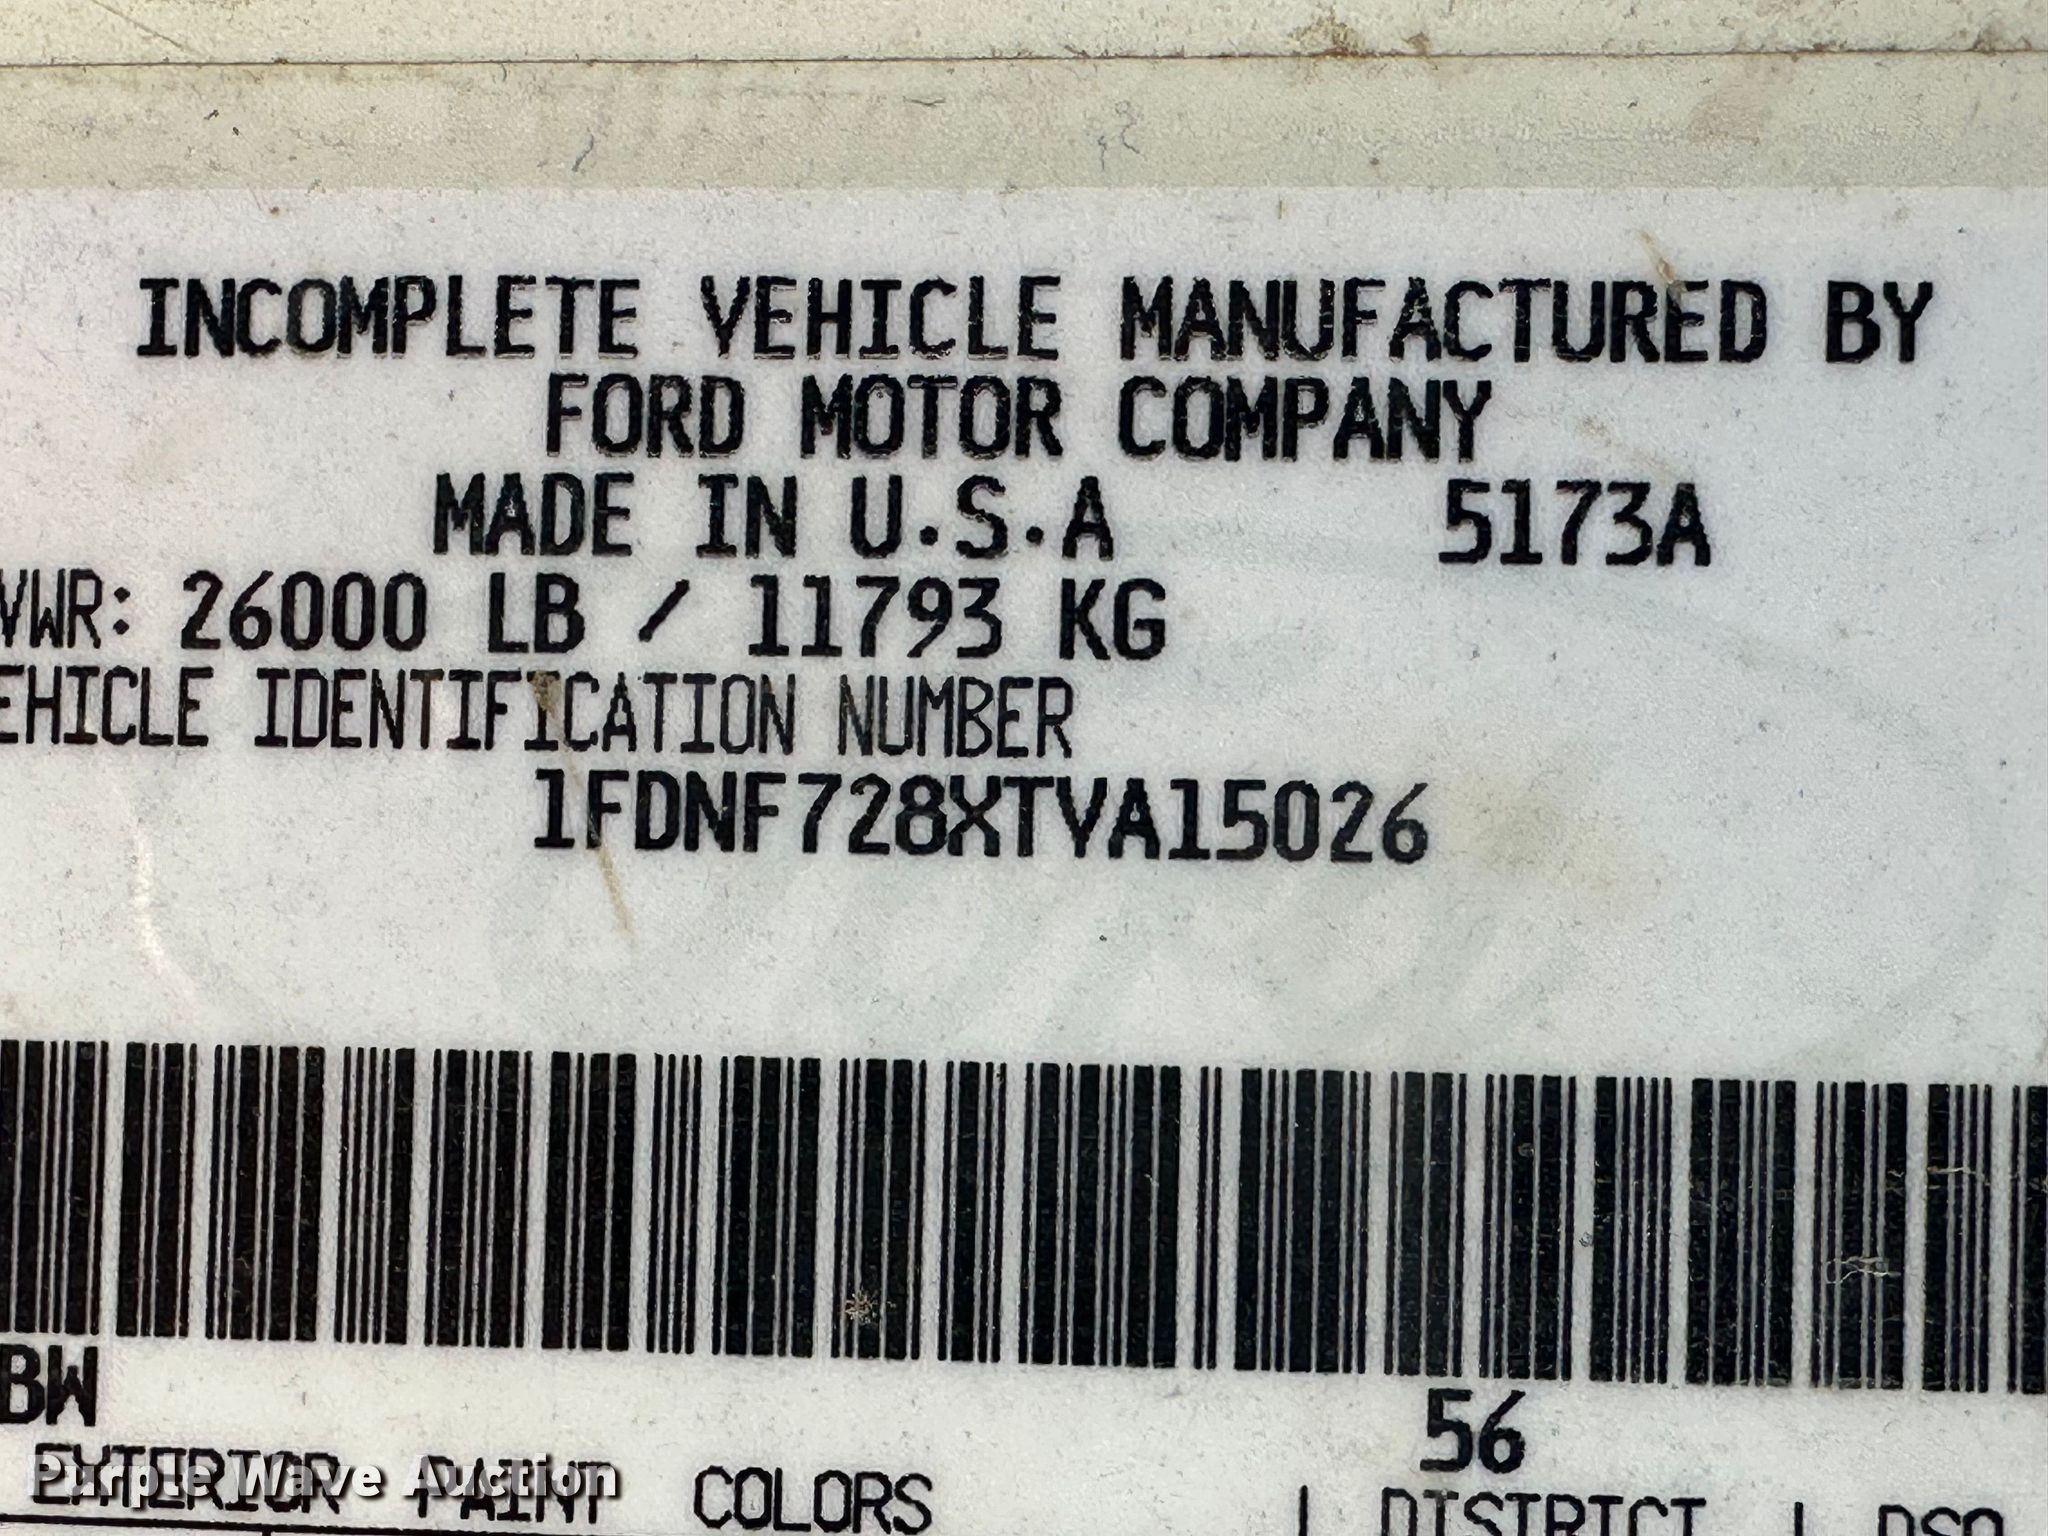 INCOMPLETE VEHICLE MANUFACTURED BY
FORD MOTOR COMPANY
MADE IN U.S.A 5173A
VWR: 26000 LB / 11793 KG
EHICLE IDENTIFICATION NUMBER
1FDNF728XTVA15026
BW 56
EXTERIOR PAINT COLORS | DISTRICT | DSO
Purple Wave Auction